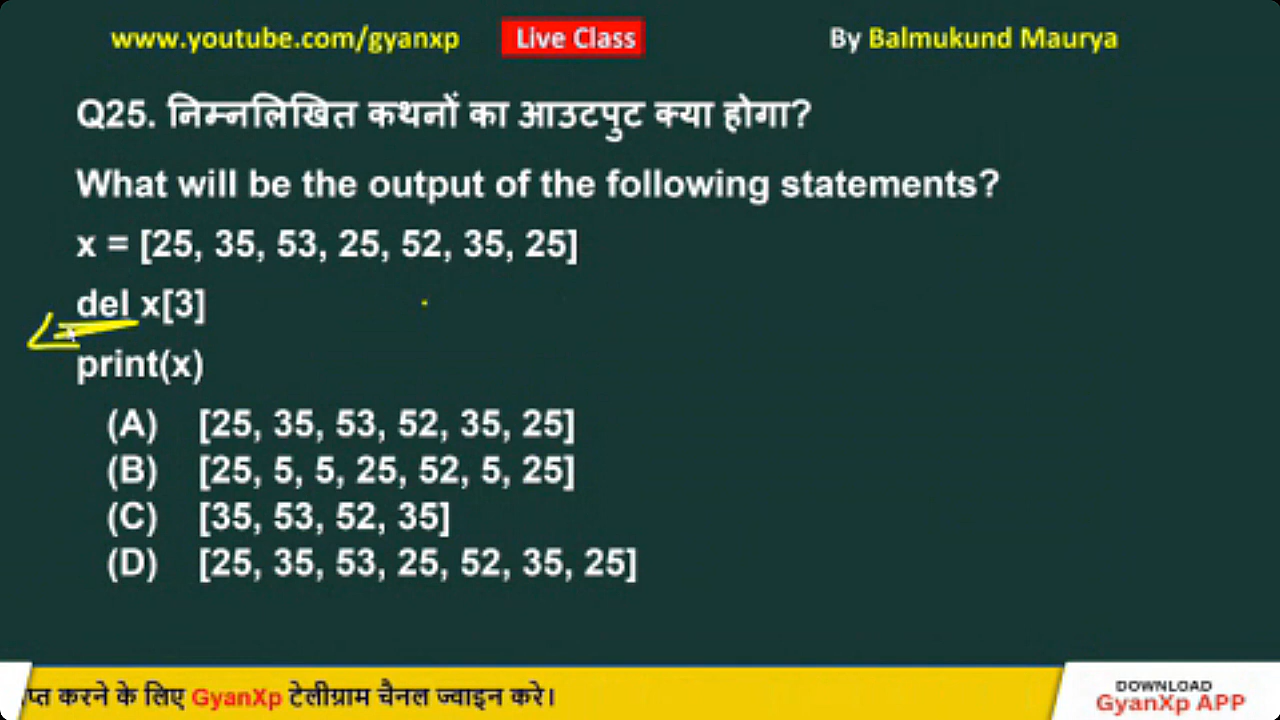 www.youtube.com/gyanxp Live Class By Balmukund Maurya
Q25. निम्नलिखित कथनों का आउटपुट क्या होगा?
What will be the output of the following statements?
x = [25, 35, 53, 25, 52, 35, 25]
del x[3]
print(x)
(A) [25, 35, 53, 52, 35, 25]
(B) [25, 5, 5, 25, 52, 5, 25]
(C) [35, 53, 52, 35]
(D) [25, 35, 53, 25, 52, 35, 25]
करने के लिए GyanXp टेलीग्राम चैनल ज्वाइन करे।
DOWNLOAD
GyanXp APP